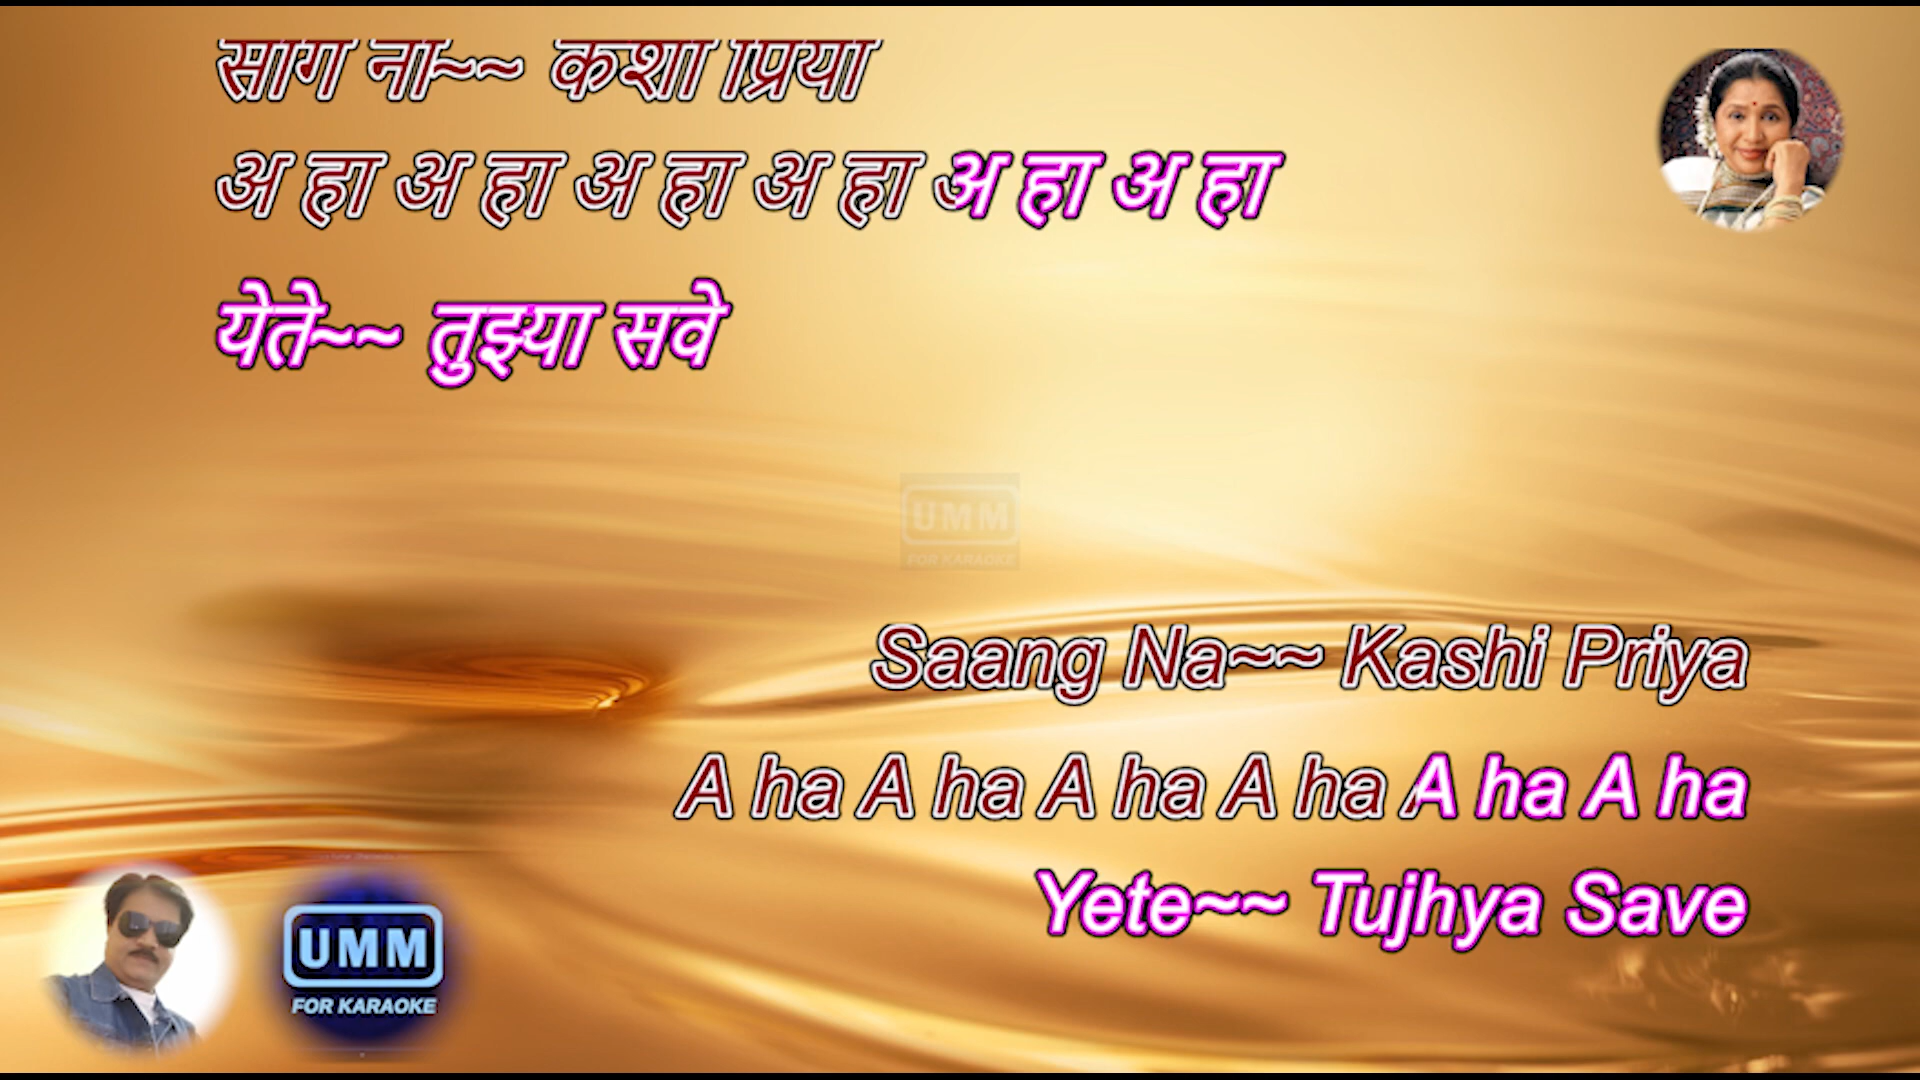 सांग ना~~ कशी प्रिया
अ हा अ हा अ हा अ हा अ हा अ हा
येते~~ तुझ्या सवे
UMM
FOR KARAOKE
Saang Na~~ Kashi Priya
A ha A ha A ha A ha A ha A ha
Yete~~ Tujhya Save
UMM
FOR KARAOKE